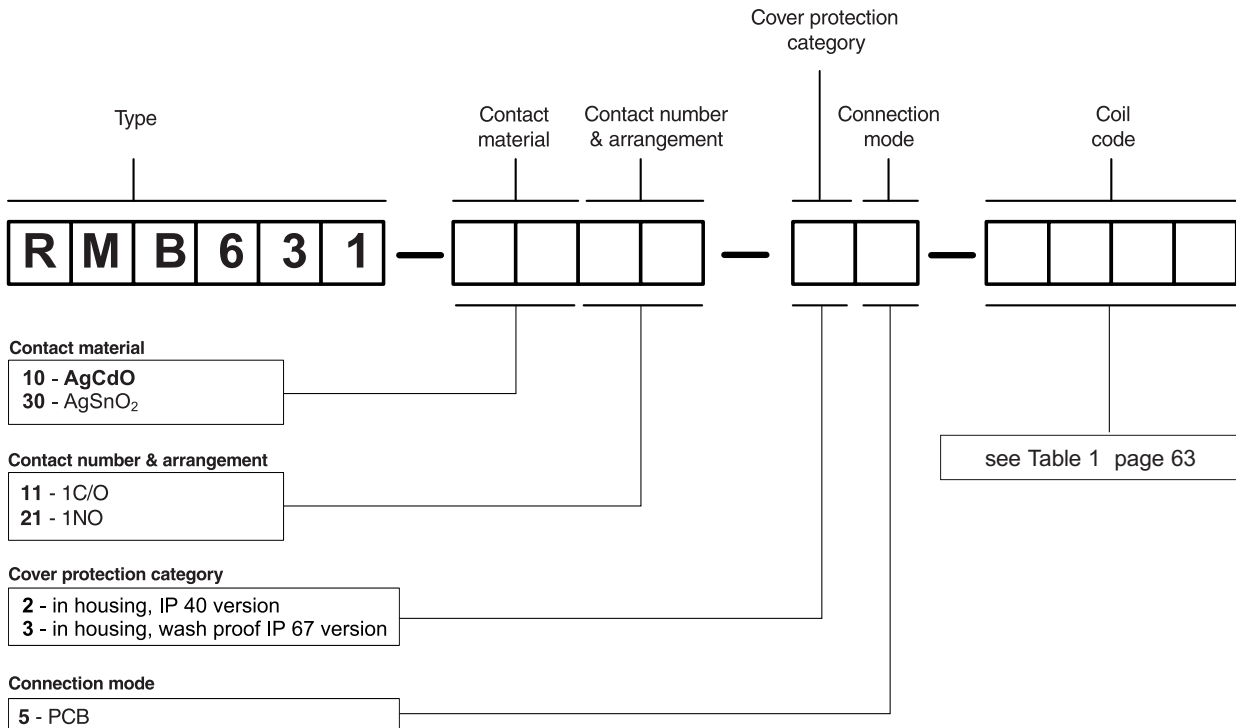 Cover protection
category
Type
Contact
material
Contact number
& arrangement
Connection
mode
Coil
code
R M B 6 3 1 — —  —
Contact material
10 - AgCdO
30 - AgSnO₂
see Table 1 page 63
Contact number & arrangement
11 - 1C/O
21 - 1NO
Cover protection category
2 - in housing, IP 40 version
3 - in housing, wash proof IP 67 version
Connection mode
5 - PCB